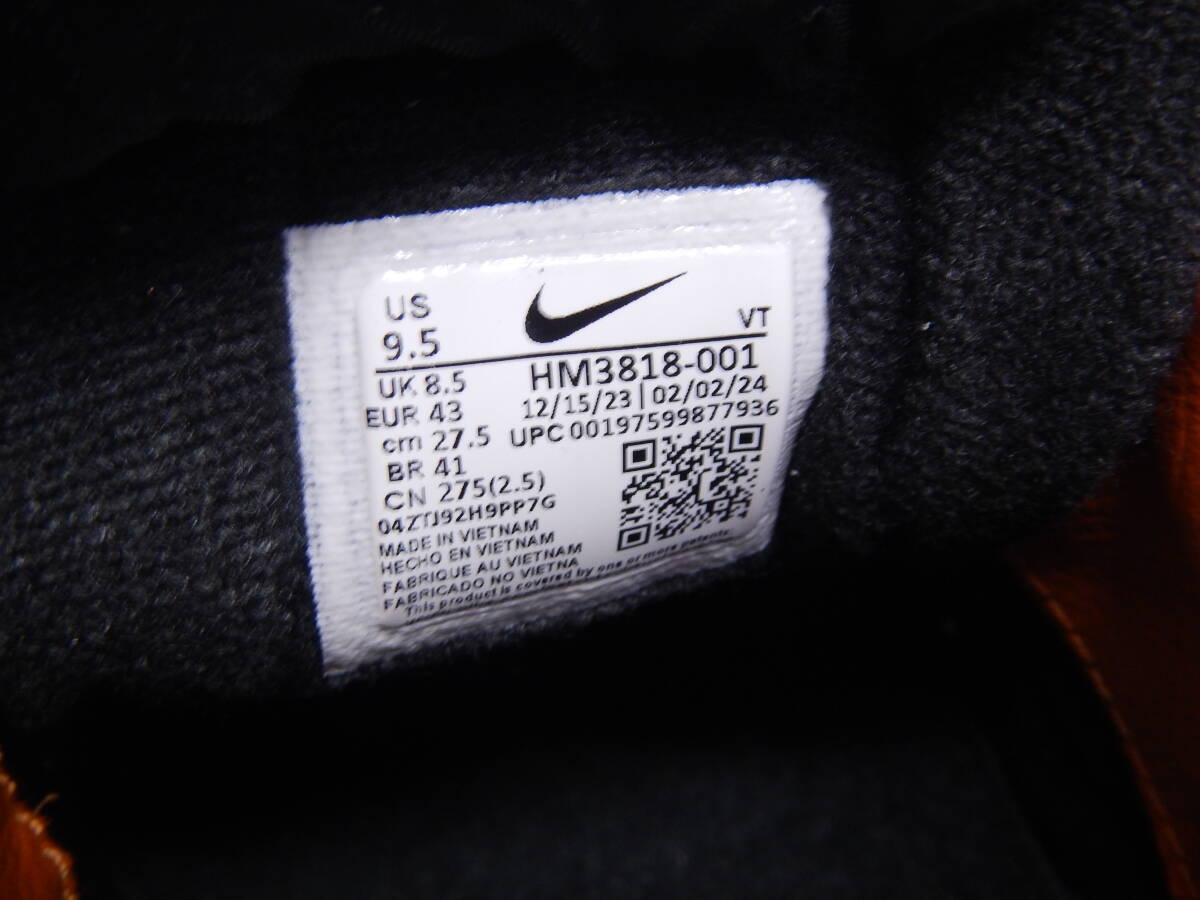 US
9.5
VT
UK 8.5
HM3818-001
EUR 43
12/15/23 | 02/02/24
cm 27.5
UPC 00197599877936
BR 41
CN 275(2.5)
04ZTJ92H9PP7G
MADE IN VIETNAM
HECHO EN VIETNAM
FABRIQUE AU VIETNAM
FABRICADO NO VIETNA
This product is covered by one or more patents.